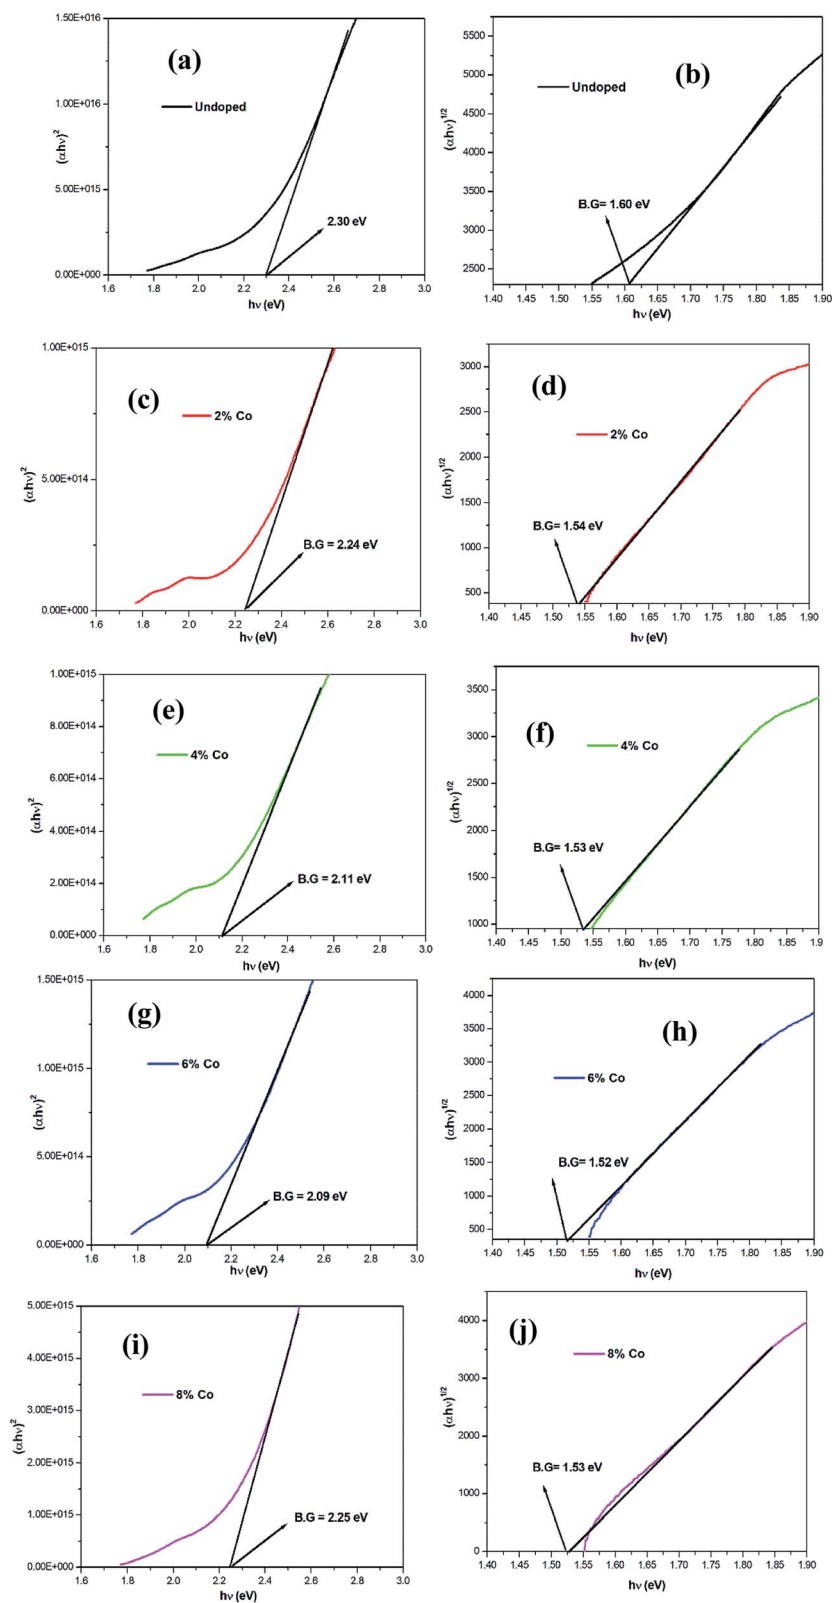 (a)
Undoped
2.30 eV
1.50E+016
1.00E+016
5.00E+015
0.00E+000
(αhν)²
1.8 2.0 2.2 2.4 2.6 2.8 3.0
hν (eV)
(b)
Undoped
B.G= 1.60 eV
5500
5000
4500
4000
3500
3000
2500
(αhν)^1/2
1.40 1.45 1.50 1.55 1.60 1.65 1.70 1.75 1.80 1.85 1.90
hν (eV)
(c)
2% Co
B.G = 2.24 eV
1.00E+015
5.00E+014
0.00E+000
(αhν)²
1.6 1.8 2.0 2.2 2.4 2.6 2.8 3.0
hν (eV)
(d)
2% Co
B.G= 1.54 eV
3000
2500
2000
1500
1000
500
(αhν)^1/2
1.40 1.45 1.50 1.55 1.60 1.65 1.70 1.75 1.80 1.85 1.90
hν (eV)
(e)
4% Co
B.G = 2.11 eV
1.00E+015
8.00E+014
6.00E+014
4.00E+014
2.00E+014
0.00E+000
(αhν)²
1.6 1.8 2.0 2.2 2.4 2.6 2.8 3.0
hν (eV)
(f)
4% Co
B.G= 1.53 eV
3500
3000
2500
2000
1500
1000
(αhν)^1/2
1.40 1.45 1.50 1.55 1.60 1.65 1.70 1.75 1.80 1.85 1.9
hν (eV)
(g)
6% Co
B.G = 2.09 eV
1.50E+015
1.00E+015
5.00E+014
0.00E+000
(αhν)²
1.6 1.8 2.0 2.2 2.4 2.6 2.8 3.0
hν (eV)
(h)
6% Co
B.G= 1.52 eV
4000
3500
3000
2500
2000
1500
1000
500
(αhν)^1/2
1.40 1.45 1.50 1.55 1.60 1.65 1.70 1.75 1.80 1.85 1.90
hν (eV)
(i)
8% Co
B.G = 2.25 eV
5.00E+015
4.00E+015
3.00E+015
2.00E+015
1.00E+015
0.00E+000
(αhν)²
1.6 1.8 2.0 2.2 2.4 2.6 2.8 3.0
hν (eV)
(j)
8% Co
B.G= 1.53 eV
4000
3000
2000
1000
0
(αhν)^1/2
1.40 1.45 1.50 1.55 1.60 1.65 1.70 1.75 1.80 1.85 1.90
hν (eV)